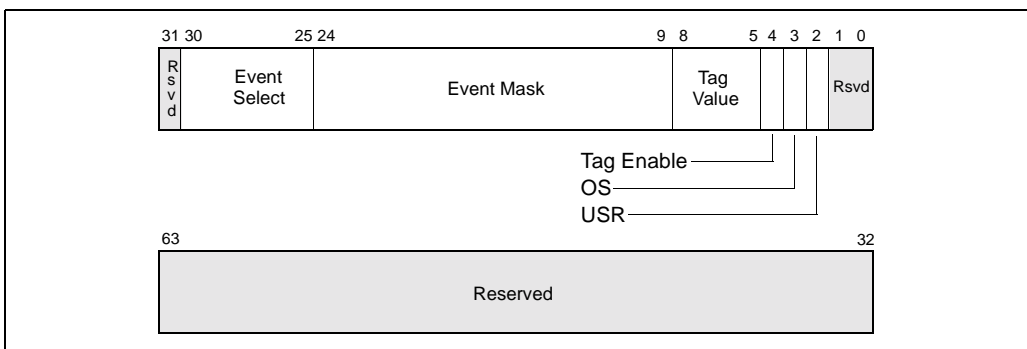 31 30 25 24 9 8 5 4 3 2 1 0
Rsvd
Event Select
Event Mask
Tag Value
Rsvd
Tag Enable
OS
USR
63 32
Reserved